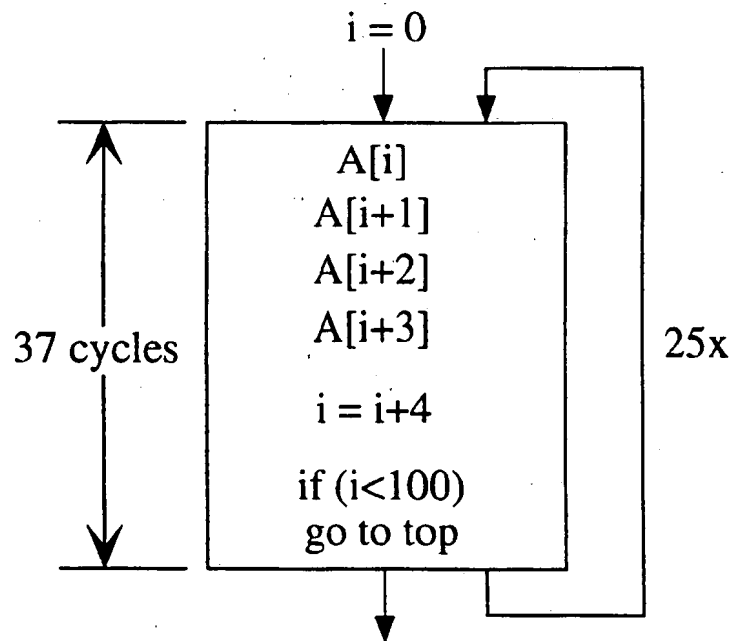 i = 0
A[i]
A[i+1]
A[i+2]
A[i+3]
37 cycles
25x
i = i+4
if (i<100)
go to top